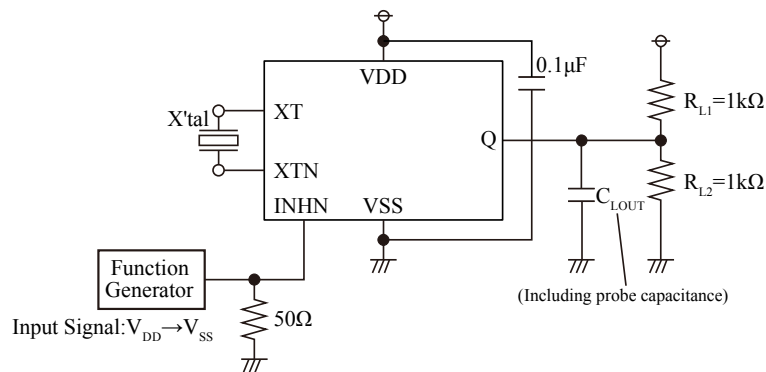 VDD
0.1μF
X'tal
XT
R_L1=1kΩ
Q
XTN
R_L2=1kΩ
INHN
VSS
C_LOUT
Function
Generator
(Including probe capacitance)
50Ω
Input Signal:V_DD→V_SS